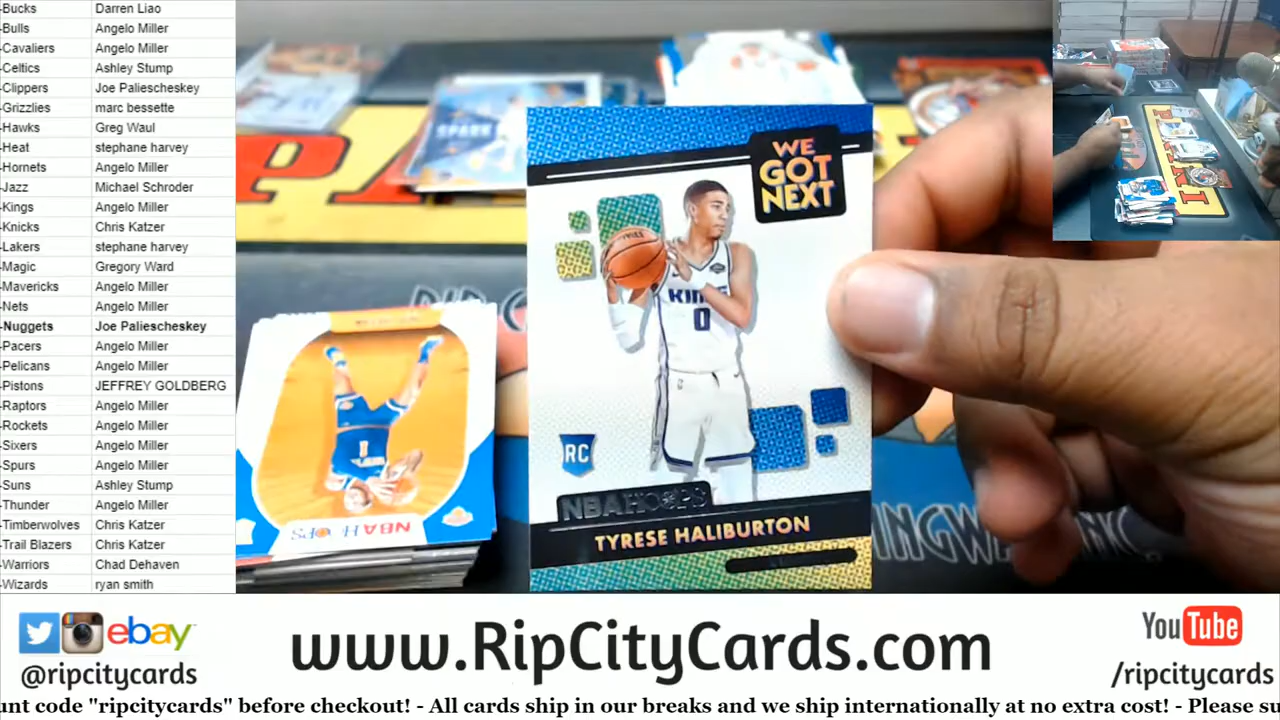 -Bucks Darren Liao
-Bulls Angelo Miller
-Cavaliers Angelo Miller
-Celtics Ashley Stump
-Clippers Joe Paliescheskey
-Grizzlies marc bessette
-Hawks Greg Waul
-Heat stephane harvey
-Hornets Angelo Miller
-Jazz Michael Schroder
-Kings Angelo Miller
-Knicks Chris Katzer
-Lakers stephane harvey
-Magic Gregory Ward
-Mavericks Angelo Miller
-Nets Angelo Miller
-Nuggets Joe Paliescheskey
-Pacers Angelo Miller
-Pelicans Angelo Miller
-Pistons JEFFREY GOLDBERG
-Raptors Angelo Miller
-Rockets Angelo Miller
-Sixers Angelo Miller
-Spurs Angelo Miller
-Suns Ashley Stump
-Thunder Angelo Miller
-Timberwolves Chris Katzer
-Trail Blazers Chris Katzer
-Warriors Chad Dehaven
-Wizards ryan smith
WE
GOT
NEXT
KINGS
0
RC
NBA HOOPS
TYRESE HALIBURTON
NBA HOOPS
ebay
@ripcitycards
www.RipCityCards.com
YouTube
/ripcitycards
unt code "ripcitycards" before checkout! - All cards ship in our breaks and we ship internationally at no extra cost! - Please su